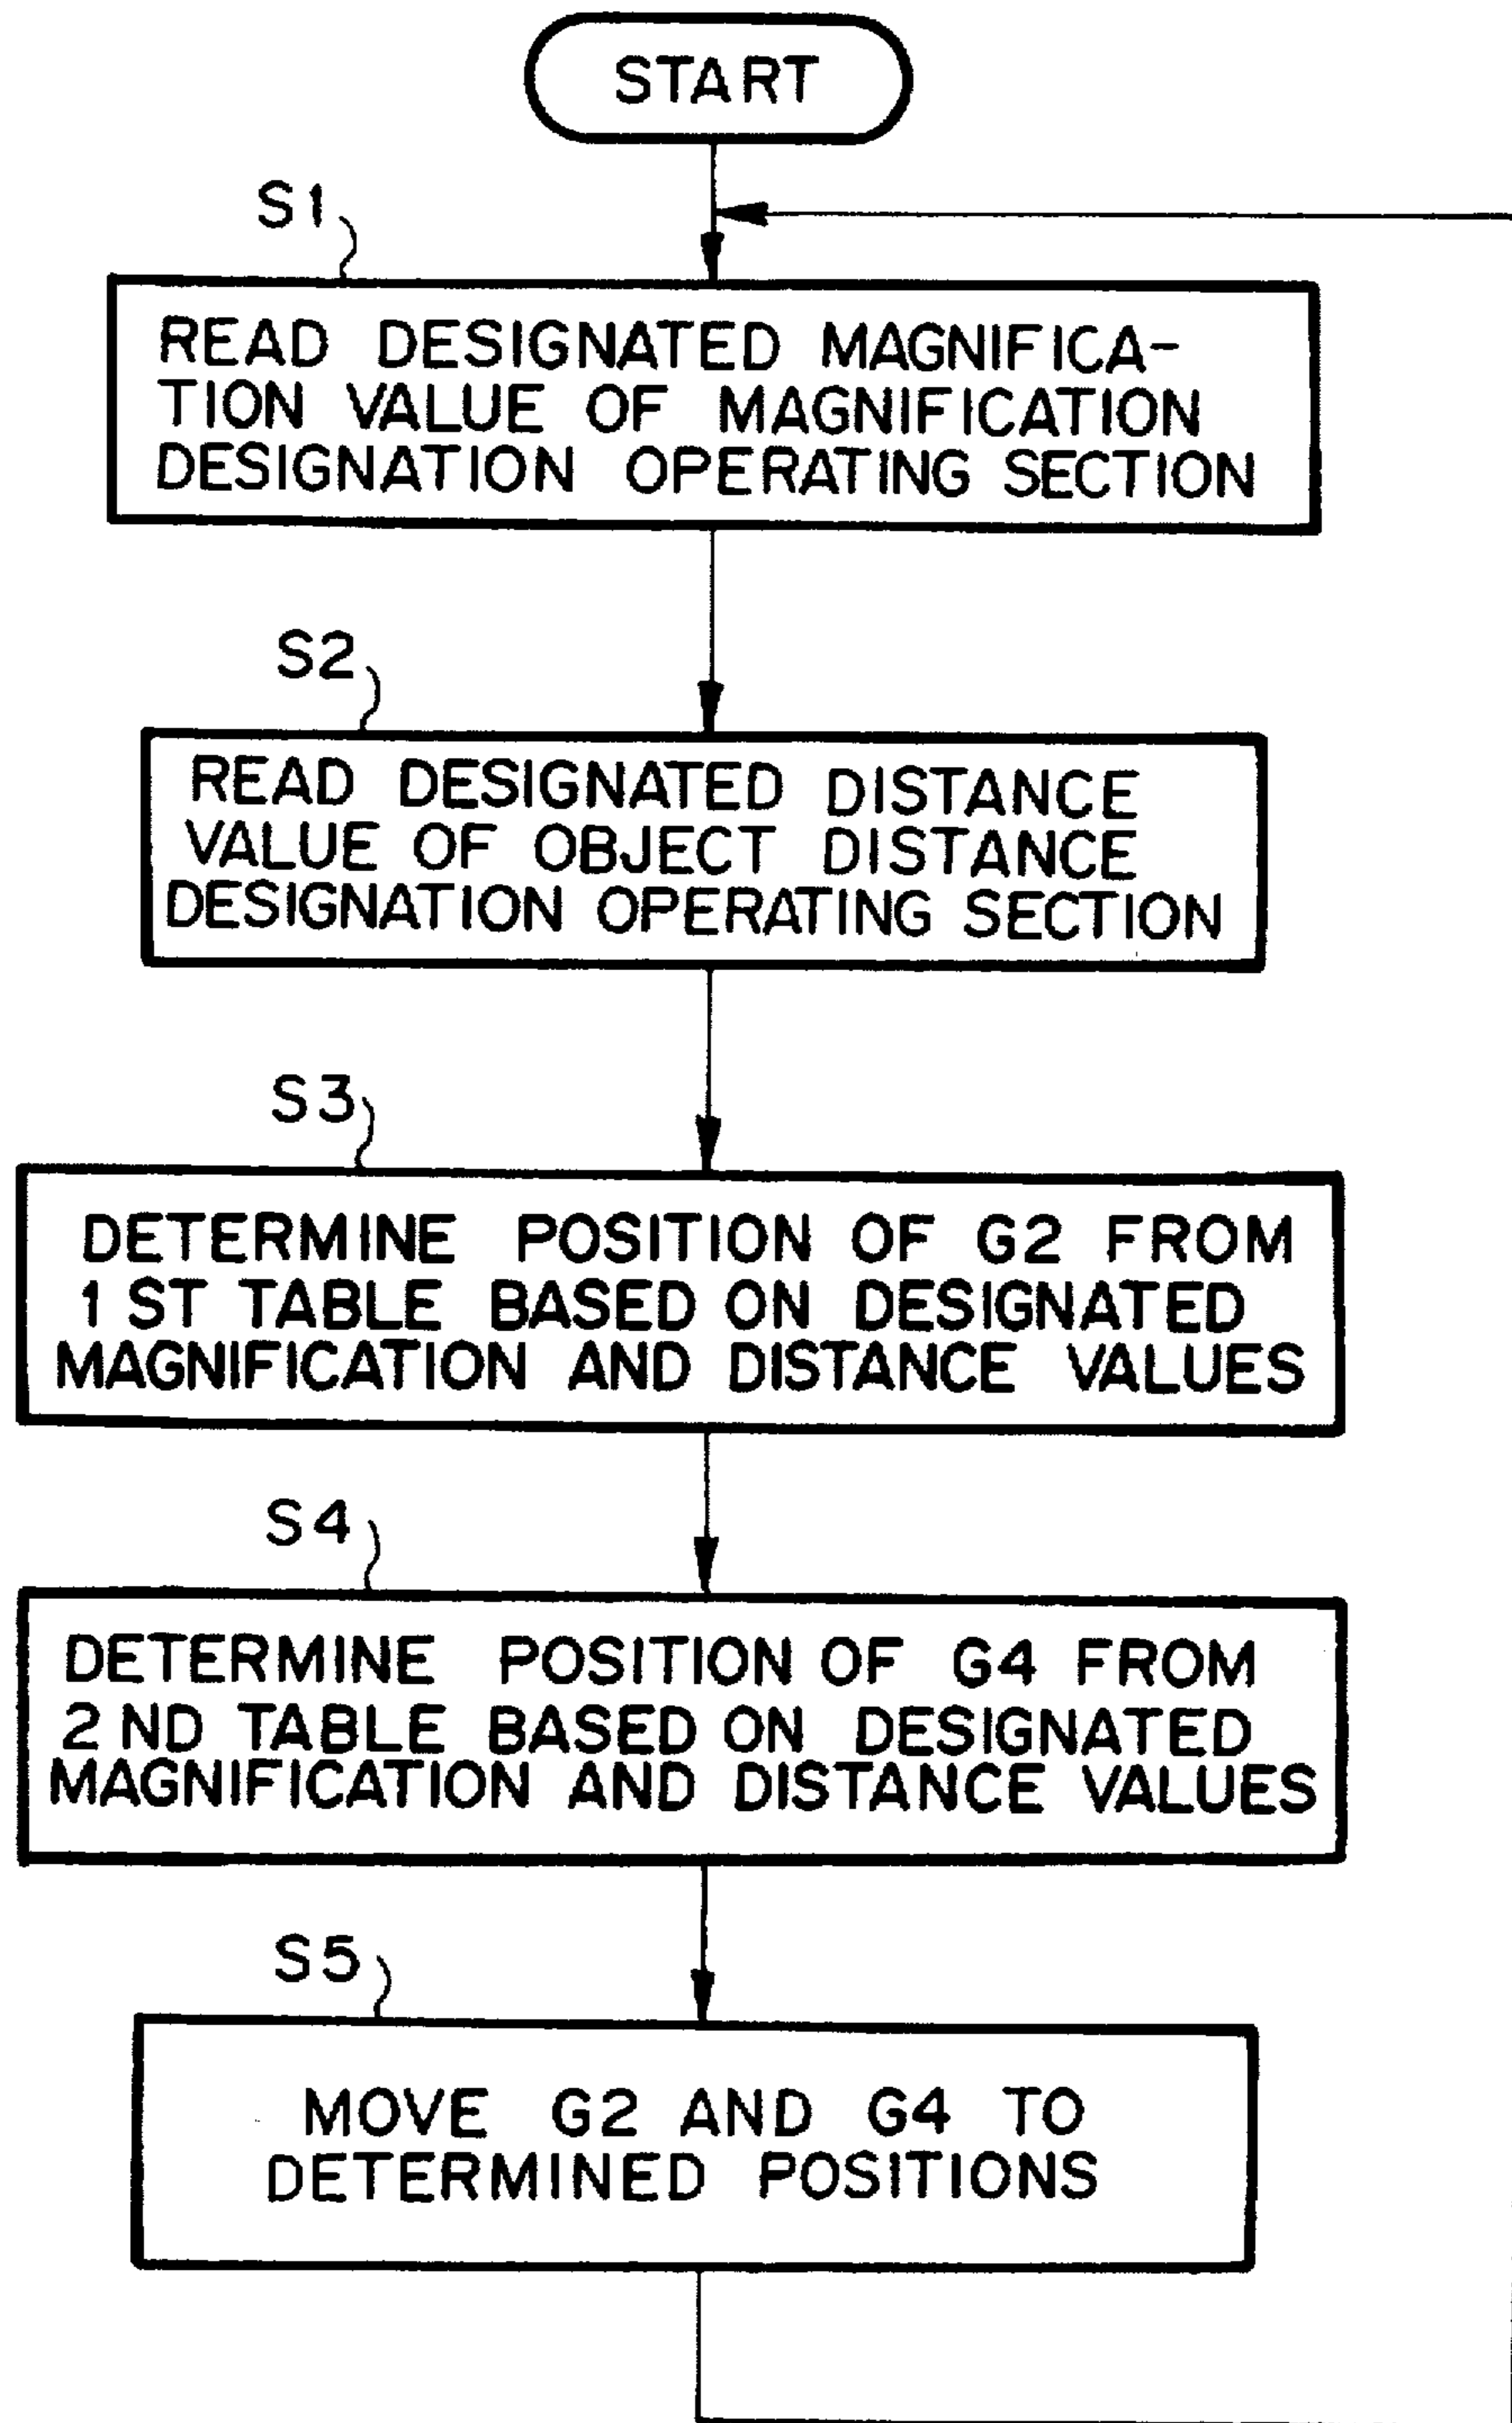 START
S1
READ DESIGNATED MAGNIFICA-
TION VALUE OF MAGNIFICATION
DESIGNATION OPERATING SECTION
S2
READ DESIGNATED DISTANCE
VALUE OF OBJECT DISTANCE
DESIGNATION OPERATING SECTION
S3
DETERMINE POSITION OF G2 FROM
1 ST TABLE BASED ON DESIGNATED
MAGNIFICATION AND DISTANCE VALUES
S4
DETERMINE POSITION OF G4 FROM
2 ND TABLE BASED ON DESIGNATED
MAGNIFICATION AND DISTANCE VALUES
S5
MOVE G2 AND G4 TO
DETERMINED POSITIONS